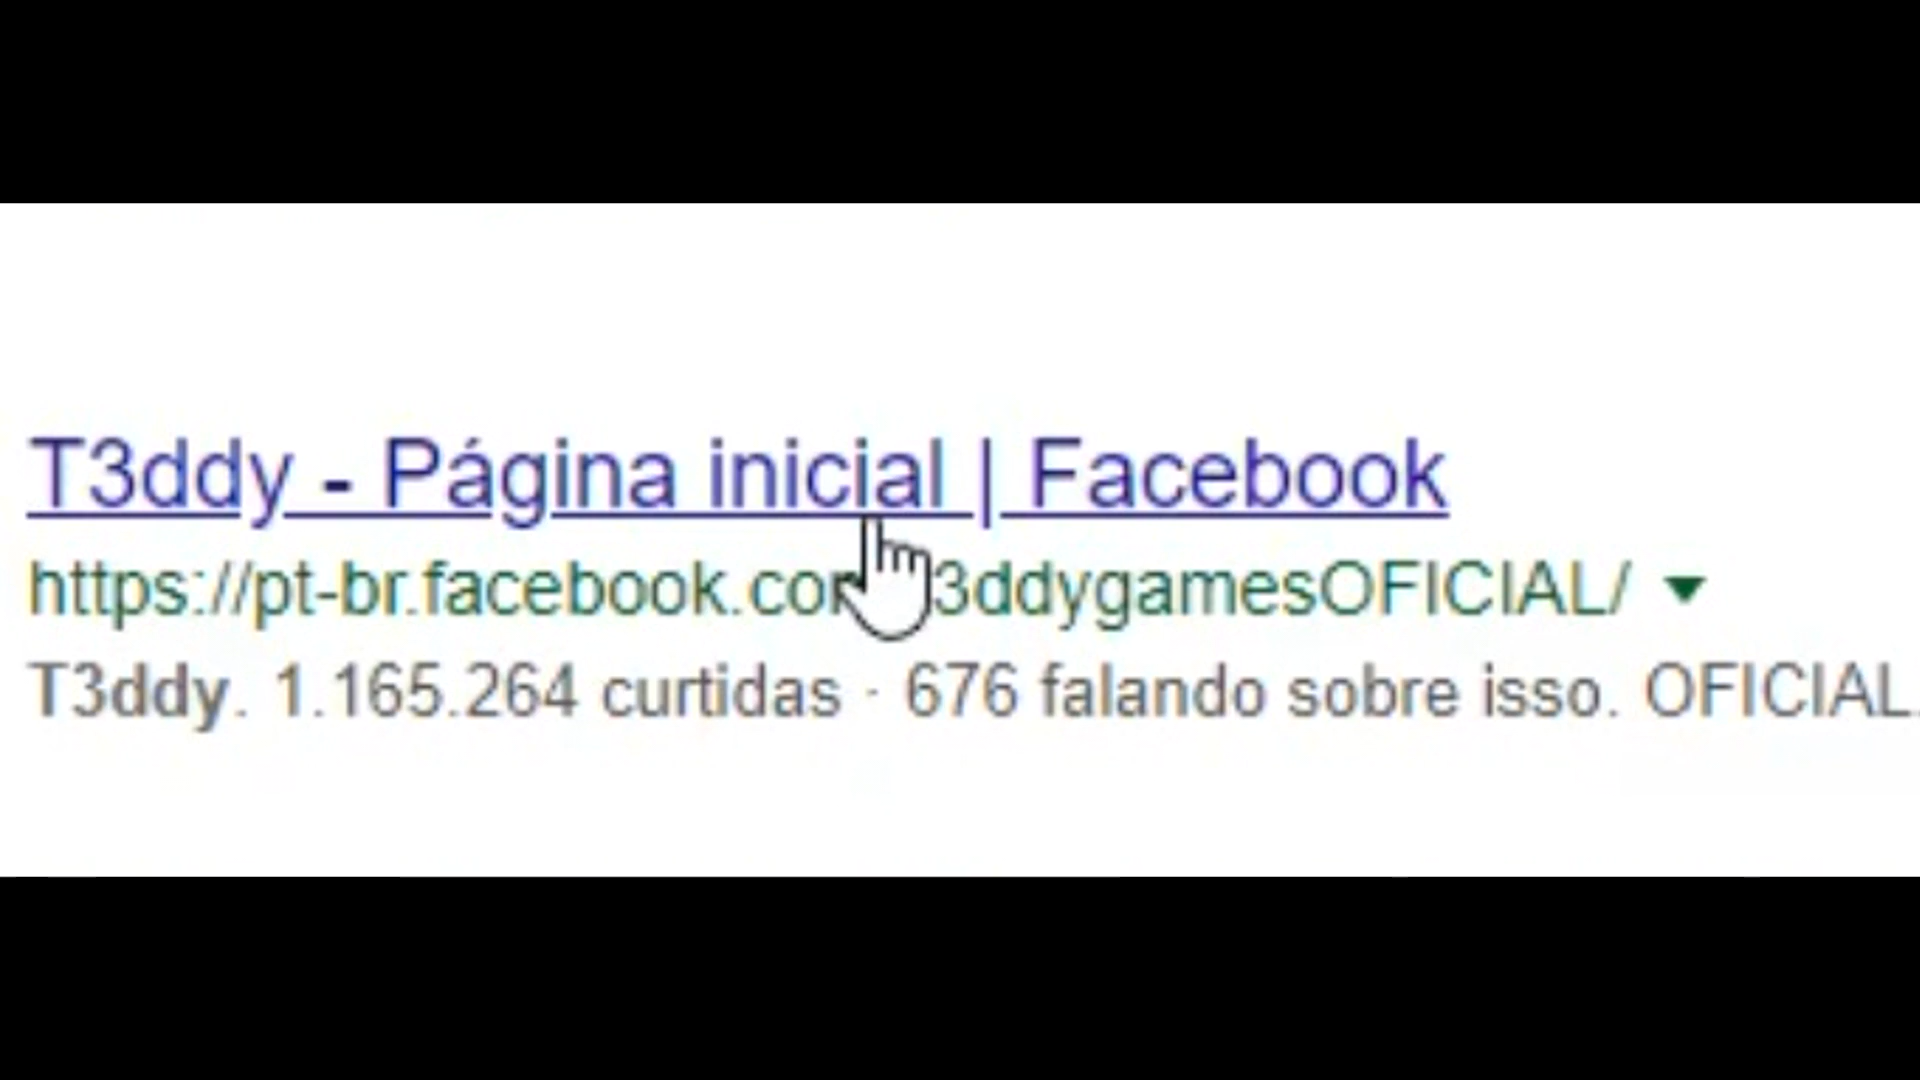 T3ddy - Página inicial | Facebook
https://pt-br.facebook.co 3ddygamesOFICIAL/
T3ddy. 1.165.264 curtidas · 676 falando sobre isso. OFICIAL.